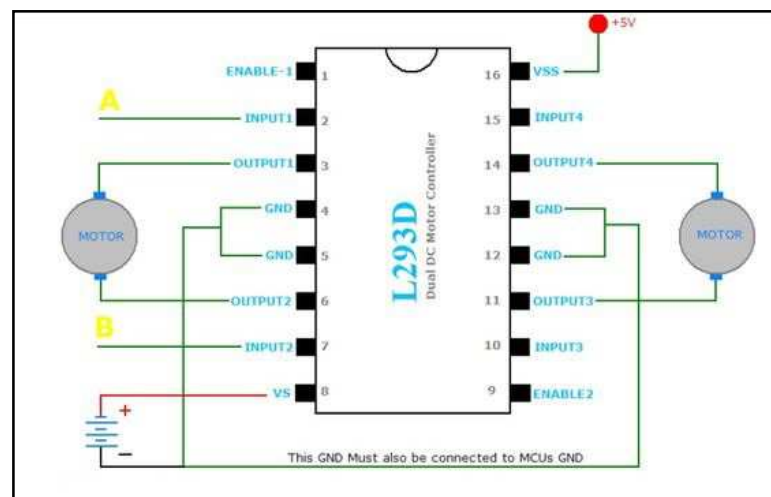 +5V
ENABLE-1 1 16 VSS
A
INPUT1 2 15 INPUT4
OUTPUT1 3 14 OUTPUT4
GND 4 13 GND
MOTOR L293D Dual DC Motor Controller MOTOR
GND 5 12 GND
OUTPUT2 6 11 OUTPUT3
B
INPUT2 7 10 INPUT3
VS 8 9 ENABLE2
+
−
This GND Must also be connected to MCUs GND